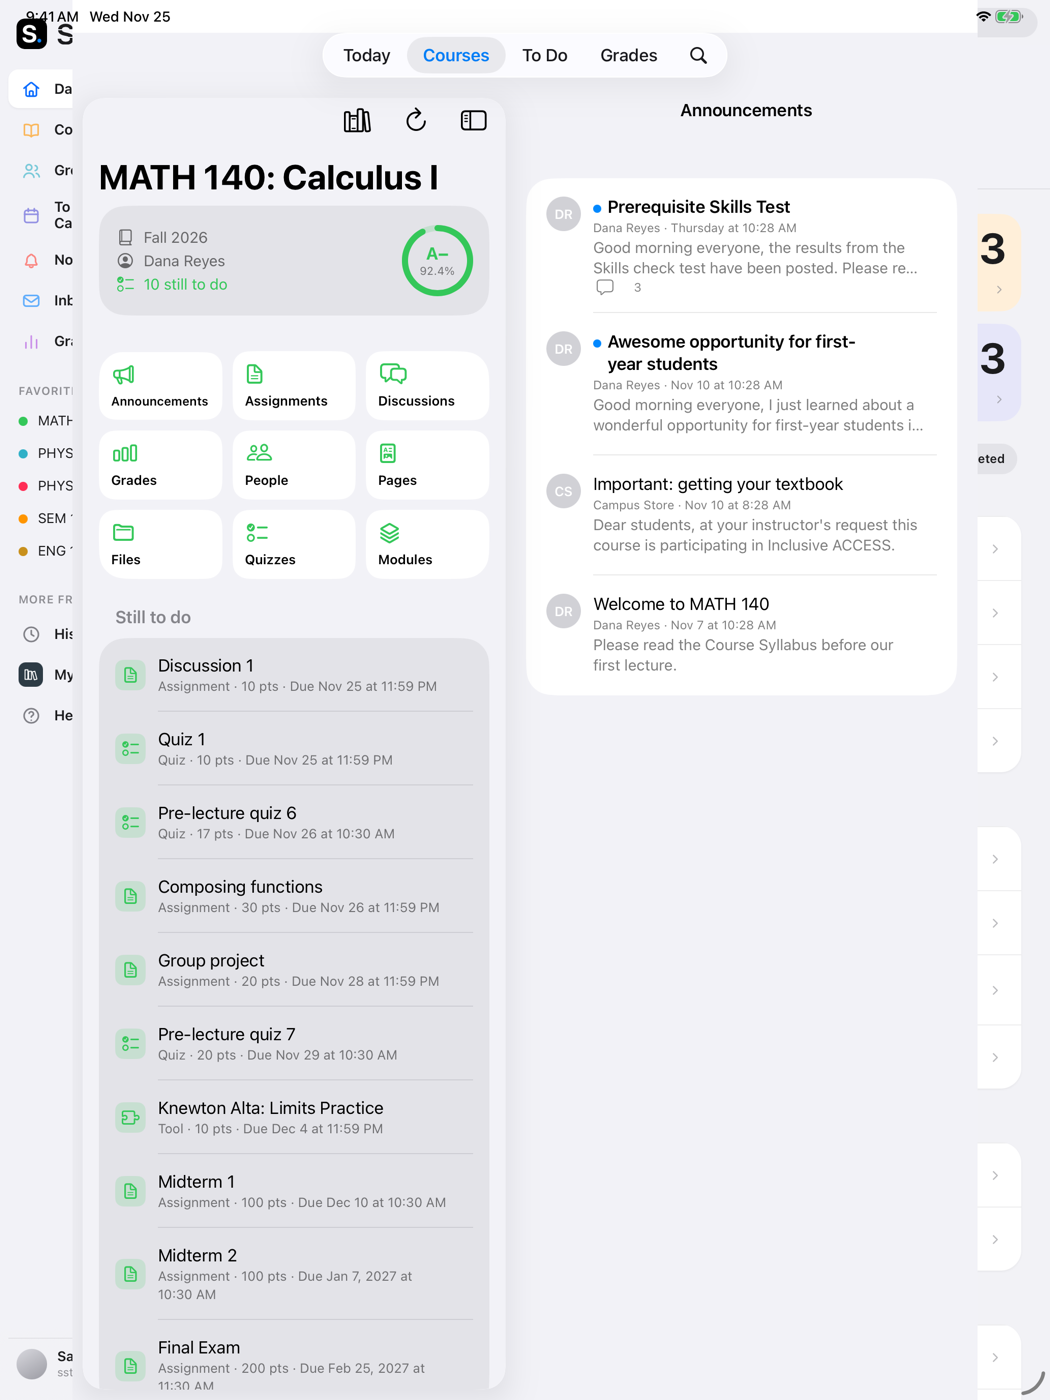 9:41 AM Wed Nov 25
S.
Today
Courses
To Do
Grades
Da
Co
Gr
To
Ca
No
Inb
Gra
FAVORIT
MATH
PHYS
PHYS
SEM
ENG
MORE FR
His
My
He
Sa
sst
MATH 140: Calculus I
Fall 2026
Dana Reyes
10 still to do
A−
92.4%
Announcements
Assignments
Discussions
Grades
People
Pages
Files
Quizzes
Modules
Still to do
Discussion 1
Assignment · 10 pts · Due Nov 25 at 11:59 PM
Quiz 1
Quiz · 10 pts · Due Nov 25 at 11:59 PM
Pre-lecture quiz 6
Quiz · 17 pts · Due Nov 26 at 10:30 AM
Composing functions
Assignment · 30 pts · Due Nov 26 at 11:59 PM
Group project
Assignment · 20 pts · Due Nov 28 at 11:59 PM
Pre-lecture quiz 7
Quiz · 20 pts · Due Nov 29 at 10:30 AM
Knewton Alta: Limits Practice
Tool · 10 pts · Due Dec 4 at 11:59 PM
Midterm 1
Assignment · 100 pts · Due Dec 10 at 10:30 AM
Midterm 2
Assignment · 100 pts · Due Jan 7, 2027 at
10:30 AM
Final Exam
Assignment · 200 pts · Due Feb 25, 2027 at
11:30 AM
Announcements
DR
Prerequisite Skills Test
Dana Reyes · Thursday at 10:28 AM
Good morning everyone, the results from the
Skills check test have been posted. Please re...
3
DR
Awesome opportunity for first-
year students
Dana Reyes · Nov 10 at 10:28 AM
Good morning everyone, I just learned about a
wonderful opportunity for first-year students i...
CS
Important: getting your textbook
Campus Store · Nov 10 at 8:28 AM
Dear students, at your instructor's request this
course is participating in Inclusive ACCESS.
DR
Welcome to MATH 140
Dana Reyes · Nov 7 at 10:28 AM
Please read the Course Syllabus before our
first lecture.
3
3
eted